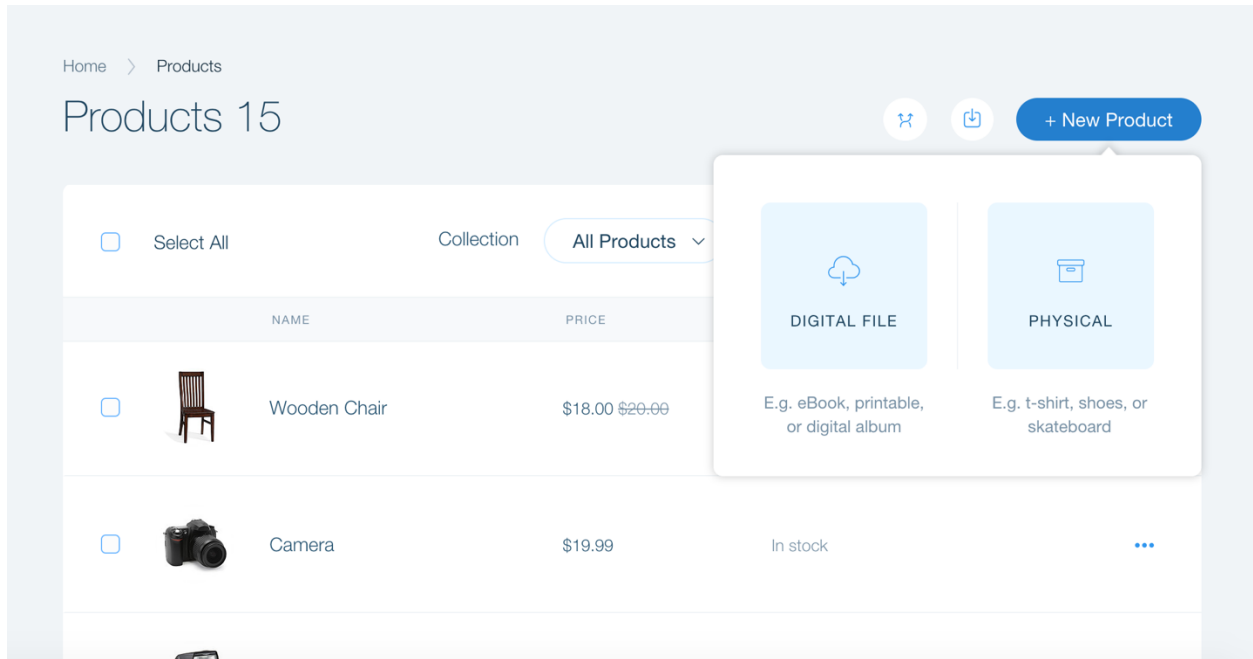 Home Products
Products 15
+ New Product
Select All
Collection
All Products
NAME
PRICE
DIGITAL FILE
E.g. eBook, printable,
or digital album
PHYSICAL
E.g. t-shirt, shoes, or
skateboard
Wooden Chair
$18.00 $20.00
Camera
$19.99
In stock